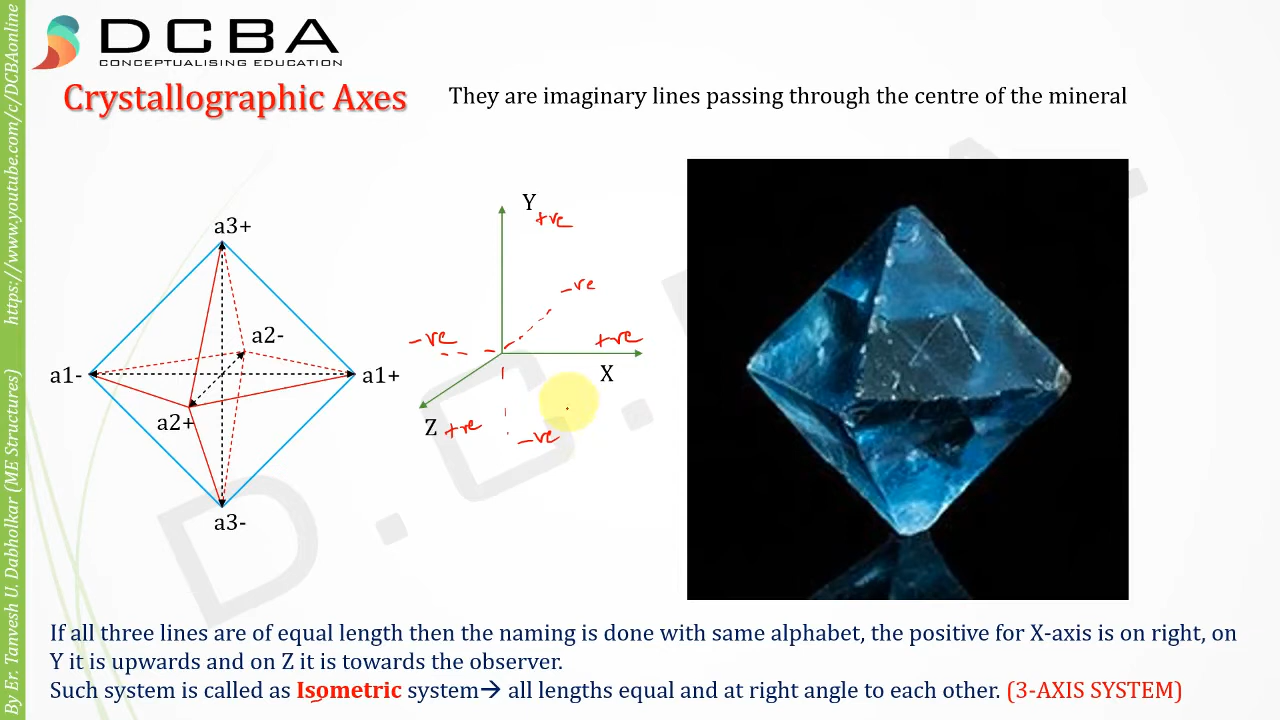 By Er. Tanvesh U. Dabholkar (ME Structures) https://www.youtube.com/c/DCBAonline
DCBA
CONCEPTUALISING EDUCATION
Crystallographic Axes
They are imaginary lines passing through the centre of the mineral
a3+
a2-
a1-
a1+
a2+
a3-
Y
+ve
-ve
-ve
+ve
X
Z
+ve
-ve
D.C.
If all three lines are of equal length then the naming is done with same alphabet, the positive for X-axis is on right, on
Y it is upwards and on Z it is towards the observer.
Such system is called as Isometric system→ all lengths equal and at right angle to each other. (3-AXIS SYSTEM)